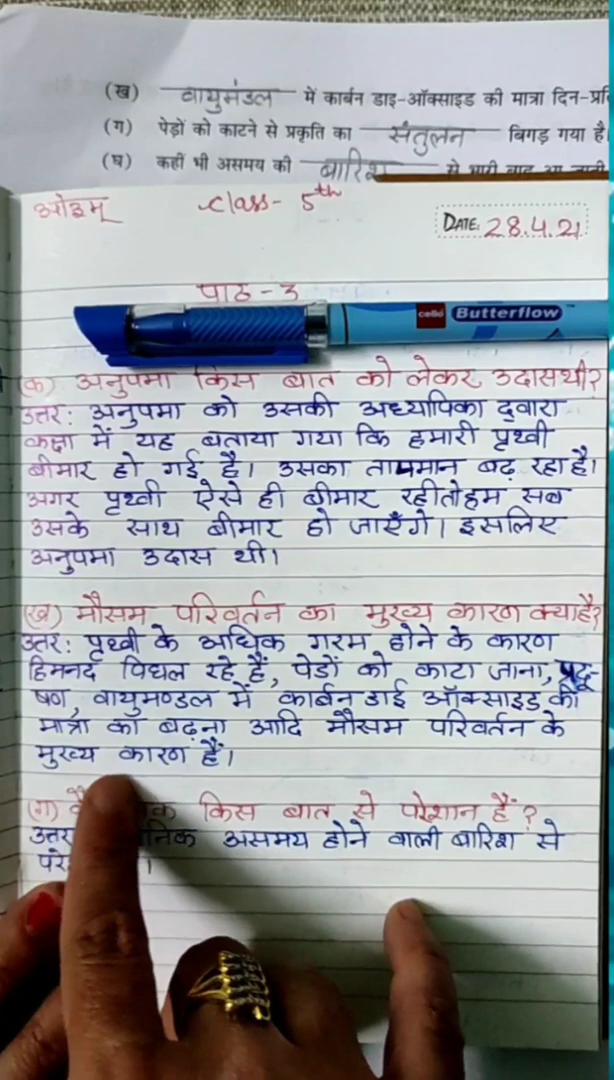 (ख) वायुमंडल में कार्बन डाइ-ऑक्साइड की मात्रा दिन-प्रति
(ग) पेड़ों को काटने से प्रकृति का संतुलन बिगड़ गया है
(घ) कहीं भी असमय की बारिश से भारी बाढ़ आ जाती
ओ३म् class- 5th
DATE: 28.4.21
पाठ-3
cello Butterflow
(क) अनुपमा किस बात को लेकर उदास थी?
उत्तर: अनुपमा को उसकी अध्यापिका द्वारा
कक्षा में यह बताया गया कि हमारी पृथ्वी
बीमार हो गई है। उसका तापमान बढ़ रहा है।
अगर पृथ्वी ऐसे ही बीमार रही तो हम सब
उसके साथ बीमार हो जाएँगे। इसलिए
अनुपमा उदास थी।
(ख) मौसम परिवर्तन का मुख्य कारण क्या है?
उत्तर: पृथ्वी के अधिक गरम होने के कारण
हिमनद पिघल रहे हैं, पेडों को काटा जाना, प्रदू
षण, वायुमण्डल में कार्बन डाई ऑक्साइड की
मात्रा का बढ़ना आदि मौसम परिवर्तन के
मुख्य कारण हैं।
(ग) किस बात से परेशान हैं?
उत्तर असमय होने वाली बारिश से